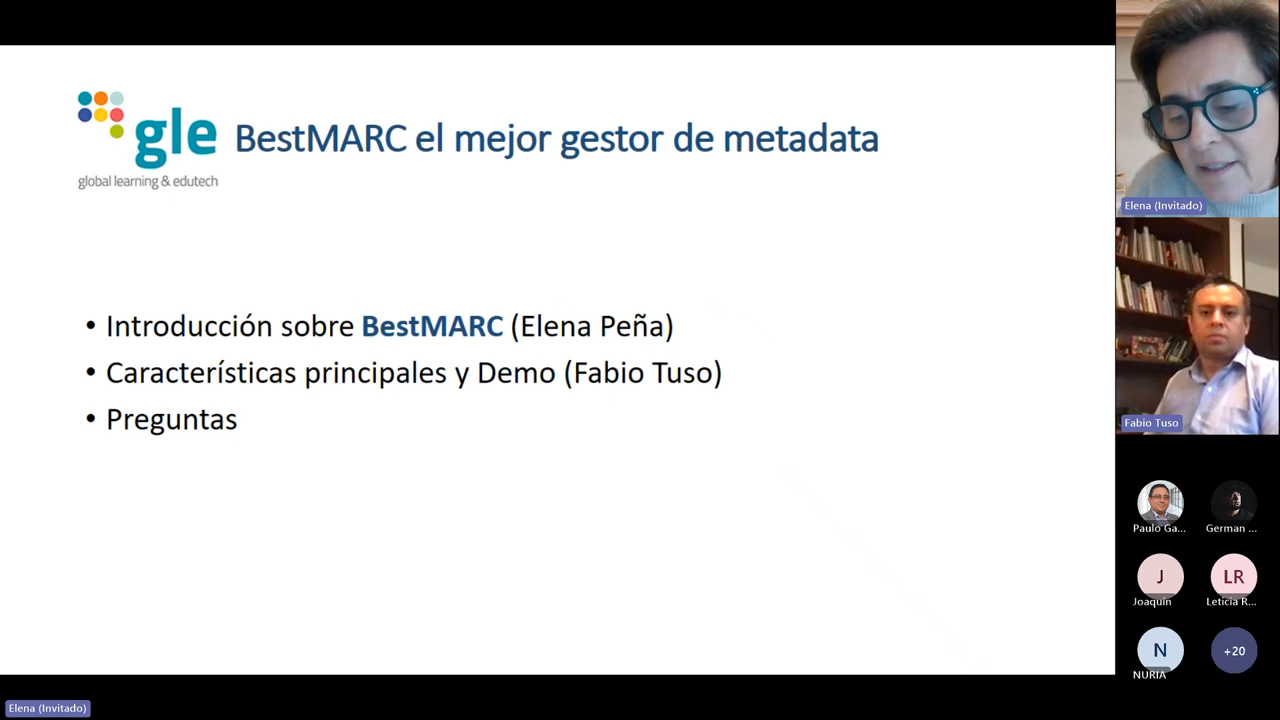 gle
global learning & edutech
BestMARC el mejor gestor de metadata
• Introducción sobre BestMARC (Elena Peña)
• Características principales y Demo (Fabio Tuso)
• Preguntas
Elena (Invitado)
Fabio Tuso
Paulo Ga...
German ...
J
Joaquín
LR
Leticia R...
N
NURIA
+20
Elena (Invitado)